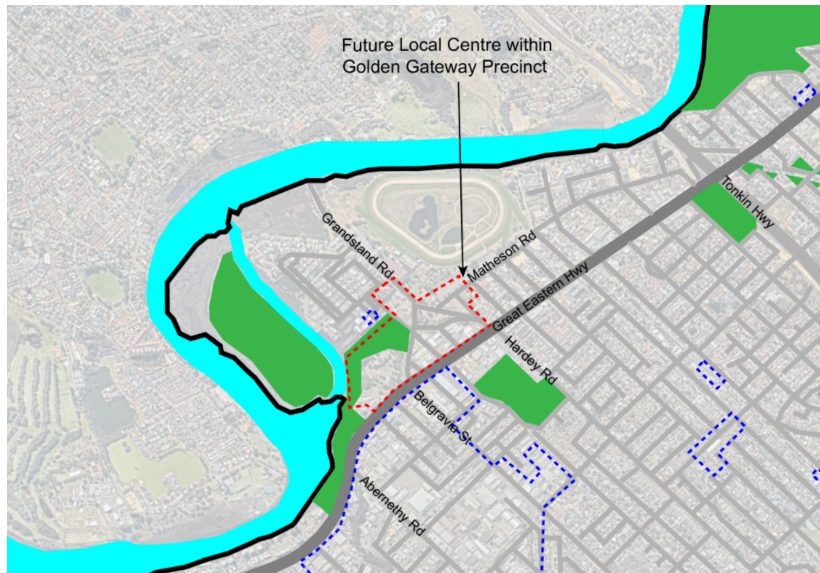 Future Local Centre within
Golden Gateway Precinct
Tonkin Hwy
Grandstand Rd
Matheson Rd
Great Eastern Hwy
Hardey Rd
Belgravia St
Abernethy Rd